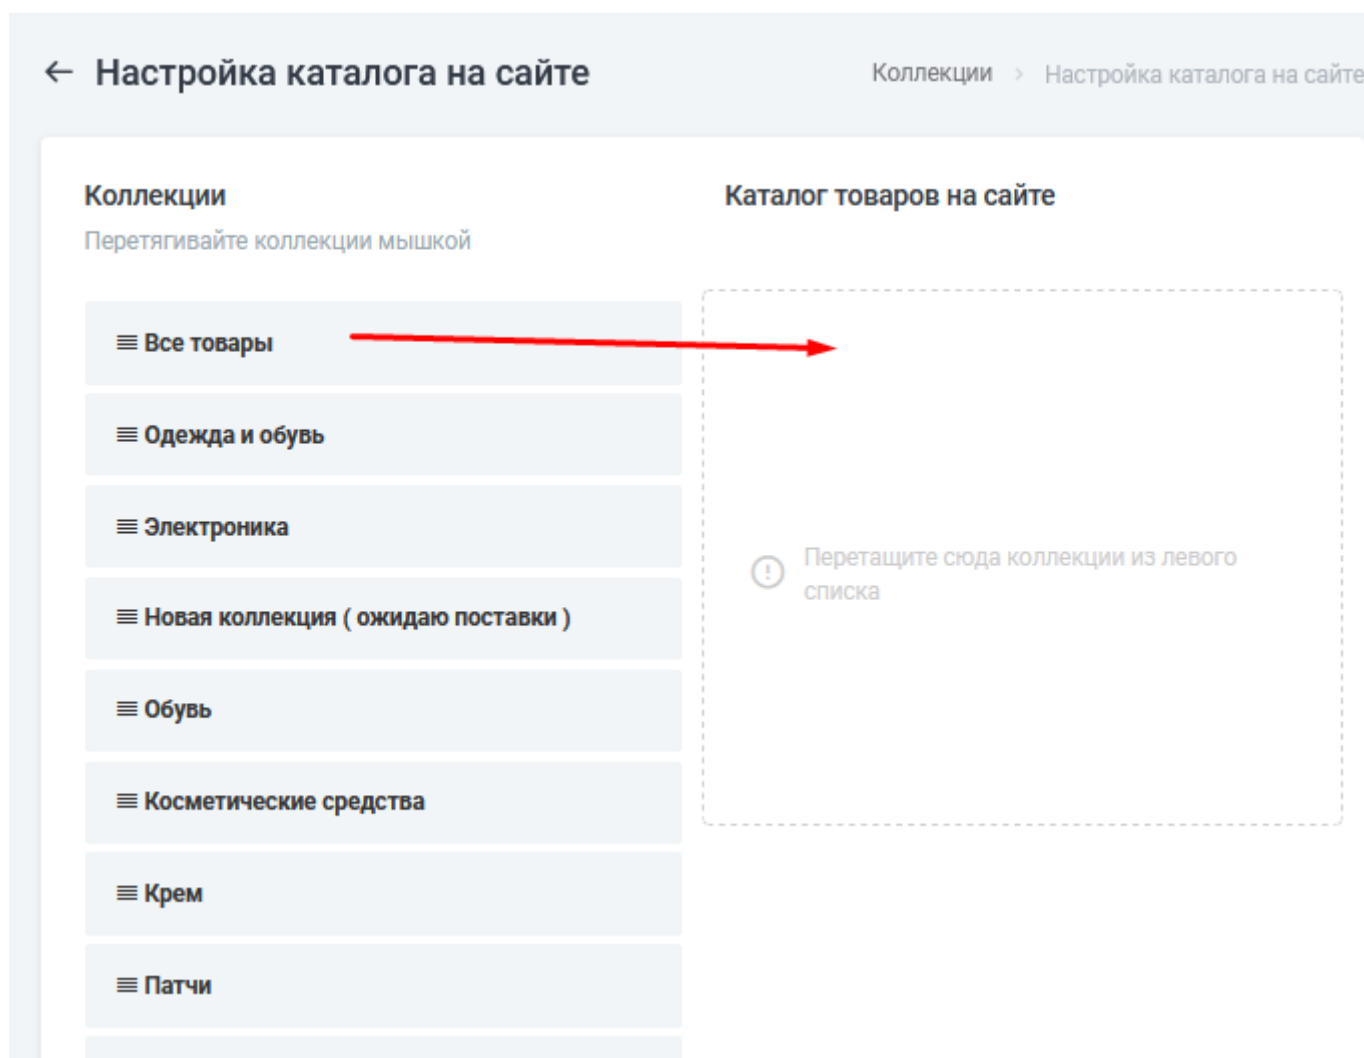 Настройка каталога на сайте
Коллекции > Настройка каталога на сайте
Коллекции
Перетягивайте коллекции мышкой
Все товары
Одежда и обувь
Электроника
Новая коллекция ( ожидаю поставки )
Обувь
Косметические средства
Крем
Патчи
Каталог товаров на сайте
Перетащите сюда коллекции из левого
списка